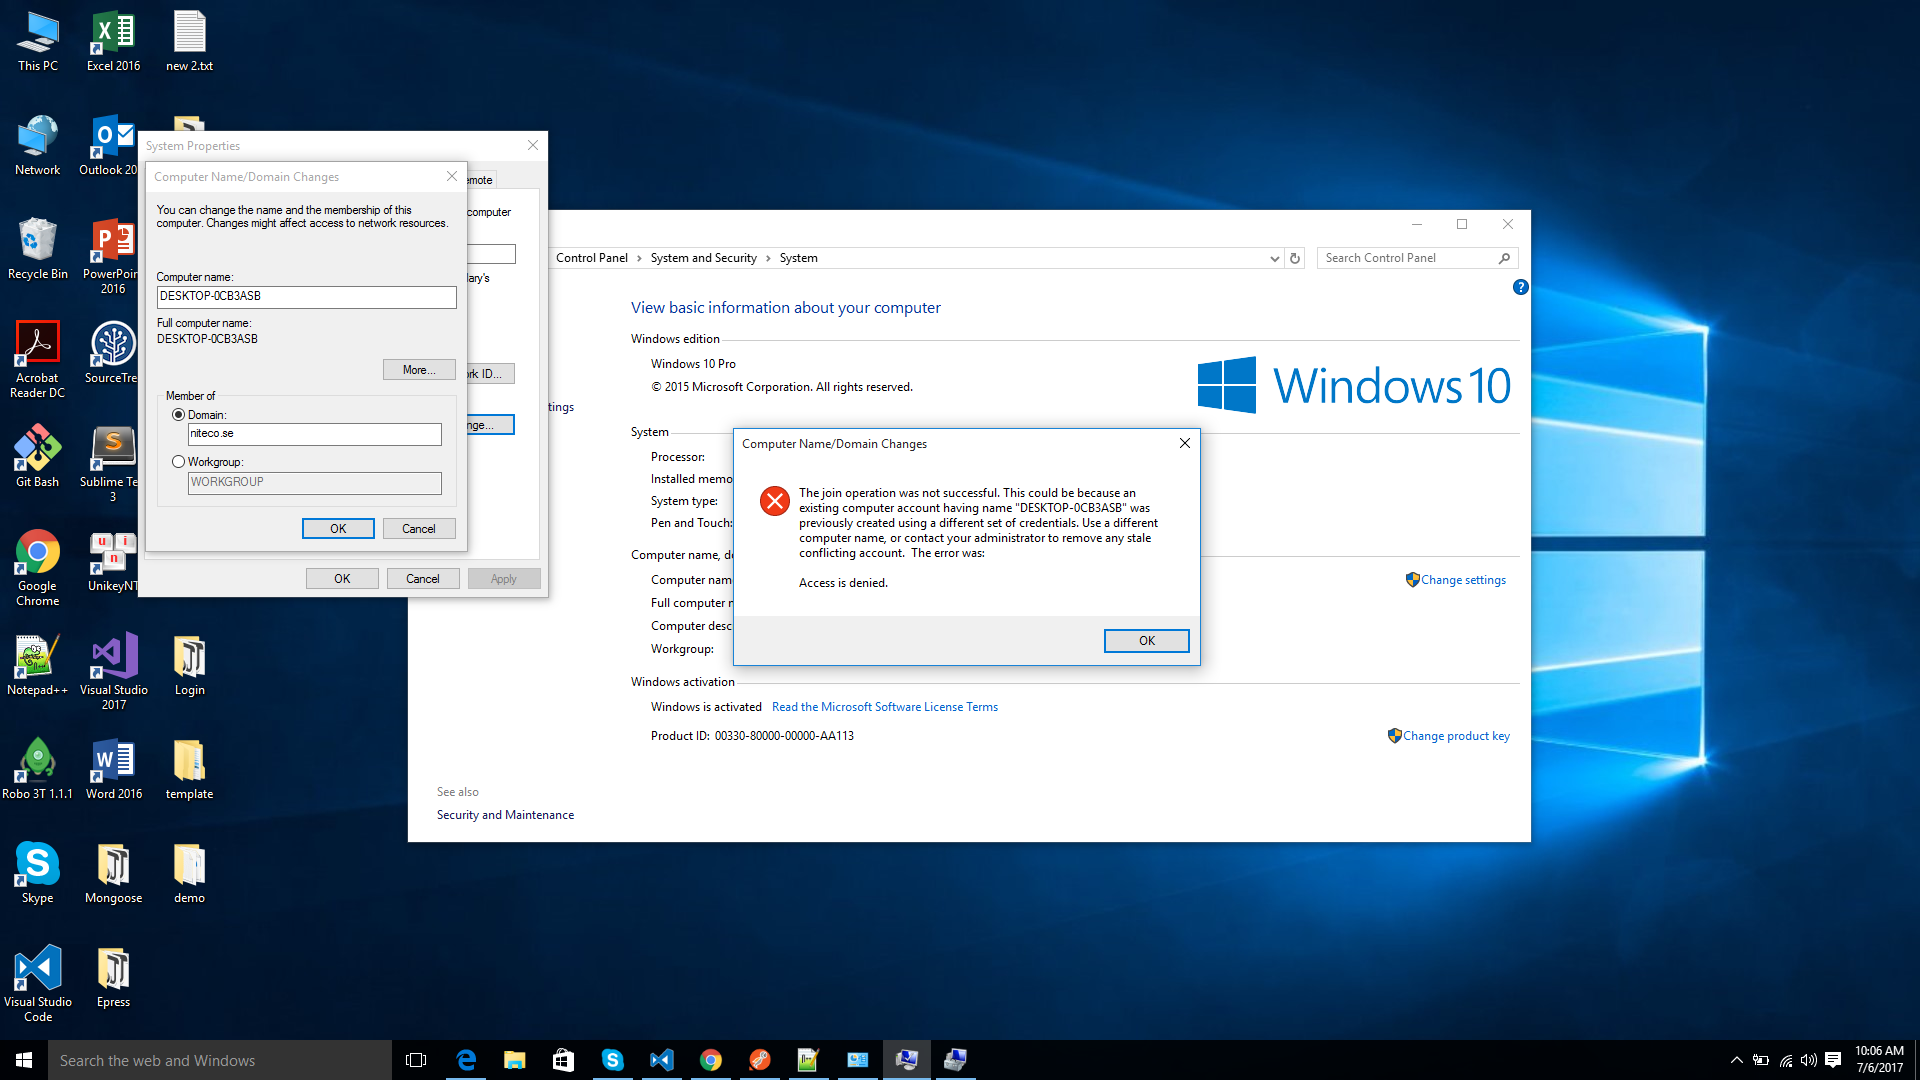 This PC
Excel 2016
new 2.txt
Network
Outlook 20
Recycle Bin
PowerPoin
2016
Acrobat
Reader DC
SourceTre
Git Bash
Sublime Te
3
Google
Chrome
UnikeyNT
Notepad++
Visual Studio
2017
Login
Robo 3T 1.1.1
Word 2016
template
Skype
Mongoose
demo
Visual Studio
Code
Epress
System Properties
emote
computer
lary's
rk ID...
nge...
OK
Cancel
Apply
Computer Name/Domain Changes
You can change the name and the membership of this
computer. Changes might affect access to network resources.
Computer name:
DESKTOP-0CB3ASB
Full computer name:
DESKTOP-0CB3ASB
More...
Member of
Domain:
niteco.se
Workgroup:
WORKGROUP
OK
Cancel
Control Panel > System and Security > System
Search Control Panel
?
View basic information about your computer
Windows edition
Windows 10 Pro
© 2015 Microsoft Corporation. All rights reserved.
Windows 10
tings
System
Processor:
Installed memo
System type:
Pen and Touch:
Computer name, do
Computer name
Full computer n
Computer desc
Workgroup:
Change settings
Windows activation
Windows is activated Read the Microsoft Software License Terms
Product ID: 00330-80000-00000-AA113
Change product key
See also
Security and Maintenance
Computer Name/Domain Changes
The join operation was not successful. This could be because an
existing computer account having name "DESKTOP-0CB3ASB" was
previously created using a different set of credentials. Use a different
computer name, or contact your administrator to remove any stale
conflicting account.  The error was:
Access is denied.
OK
Search the web and Windows
10:06 AM
7/6/2017